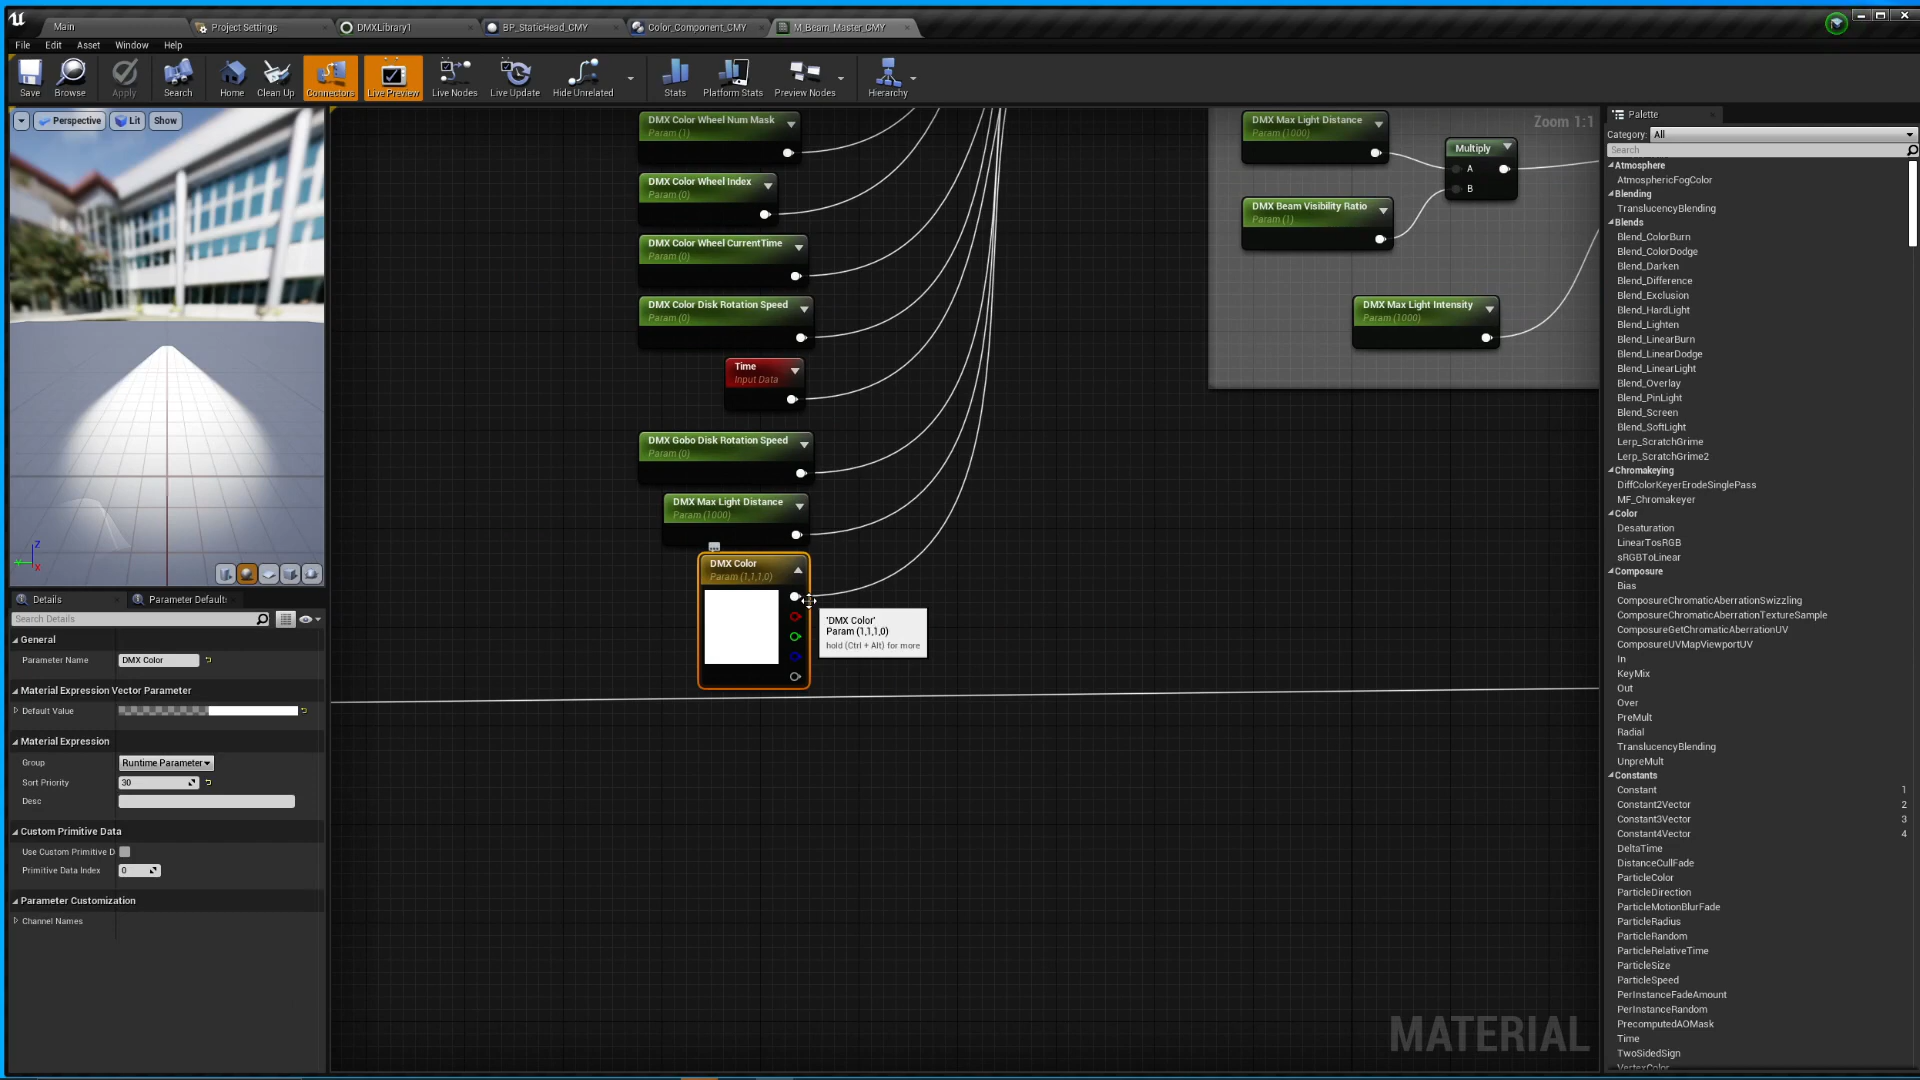 Main
Project Settings
DMXLibrary1
BP_StaticHead_CMY
Color_Component_CMY
M_Beam_Master_CMY
File
Edit
Asset
Window
Help
Save
Browse
Apply
Search
Home
Clean Up
Connectors
Live Preview
Live Nodes
Live Update
Hide Unrelated
Stats
Platform Stats
Preview Nodes
Hierarchy
Perspective
Lit
Show
Z
X
Details
Parameter Default
Search Details
General
Parameter Name
DMX Color
Material Expression Vector Parameter
Default Value
Material Expression
Group
Runtime Parameter
Sort Priority
30
Desc
Custom Primitive Data
Use Custom Primitive D
Primitive Data Index
0
Parameter Customization
Channel Names
DMX Color Wheel Num Mask
Param (1)
DMX Color Wheel Index
Param (0)
DMX Color Wheel CurrentTime
Param (0)
DMX Color Disk Rotation Speed
Param (0)
Time
Input Data
DMX Gobo Disk Rotation Speed
Param (0)
DMX Max Light Distance
Param (1000)
DMX Color
Param (1,1,1,0)
'DMX Color'
Param (1,1,1,0)
hold (Ctrl + Alt) for more
DMX Max Light Distance
Param (1000)
Multiply
A
B
DMX Beam Visibility Ratio
Param (1)
DMX Max Light Intensity
Param (1000)
Zoom 1:1
MATERIAL
Palette
Category:
All
Search
Atmosphere
AtmosphericFogColor
Blending
TranslucencyBlending
Blends
Blend_ColorBurn
Blend_ColorDodge
Blend_Darken
Blend_Difference
Blend_Exclusion
Blend_HardLight
Blend_Lighten
Blend_LinearBurn
Blend_LinearDodge
Blend_LinearLight
Blend_Overlay
Blend_PinLight
Blend_Screen
Blend_SoftLight
Lerp_ScratchGrime
Lerp_ScratchGrime2
Chromakeying
DiffColorKeyerErodeSinglePass
MF_Chromakeyer
Color
Desaturation
LinearTosRGB
sRGBToLinear
Composure
Bias
ComposureChromaticAberrationSwizzling
ComposureChromaticAberrationTextureSample
ComposureGetChromaticAberrationUV
ComposureUVMapViewportUV
In
KeyMix
Out
Over
PreMult
Radial
TranslucencyBlending
UnpreMult
Constants
Constant 1
Constant2Vector 2
Constant3Vector 3
Constant4Vector 4
DeltaTime
DistanceCullFade
ParticleColor
ParticleDirection
ParticleMotionBlurFade
ParticleRadius
ParticleRandom
ParticleRelativeTime
ParticleSize
ParticleSpeed
PerInstanceFadeAmount
PerInstanceRandom
PrecomputedAOMask
Time
TwoSidedSign
VertexColor